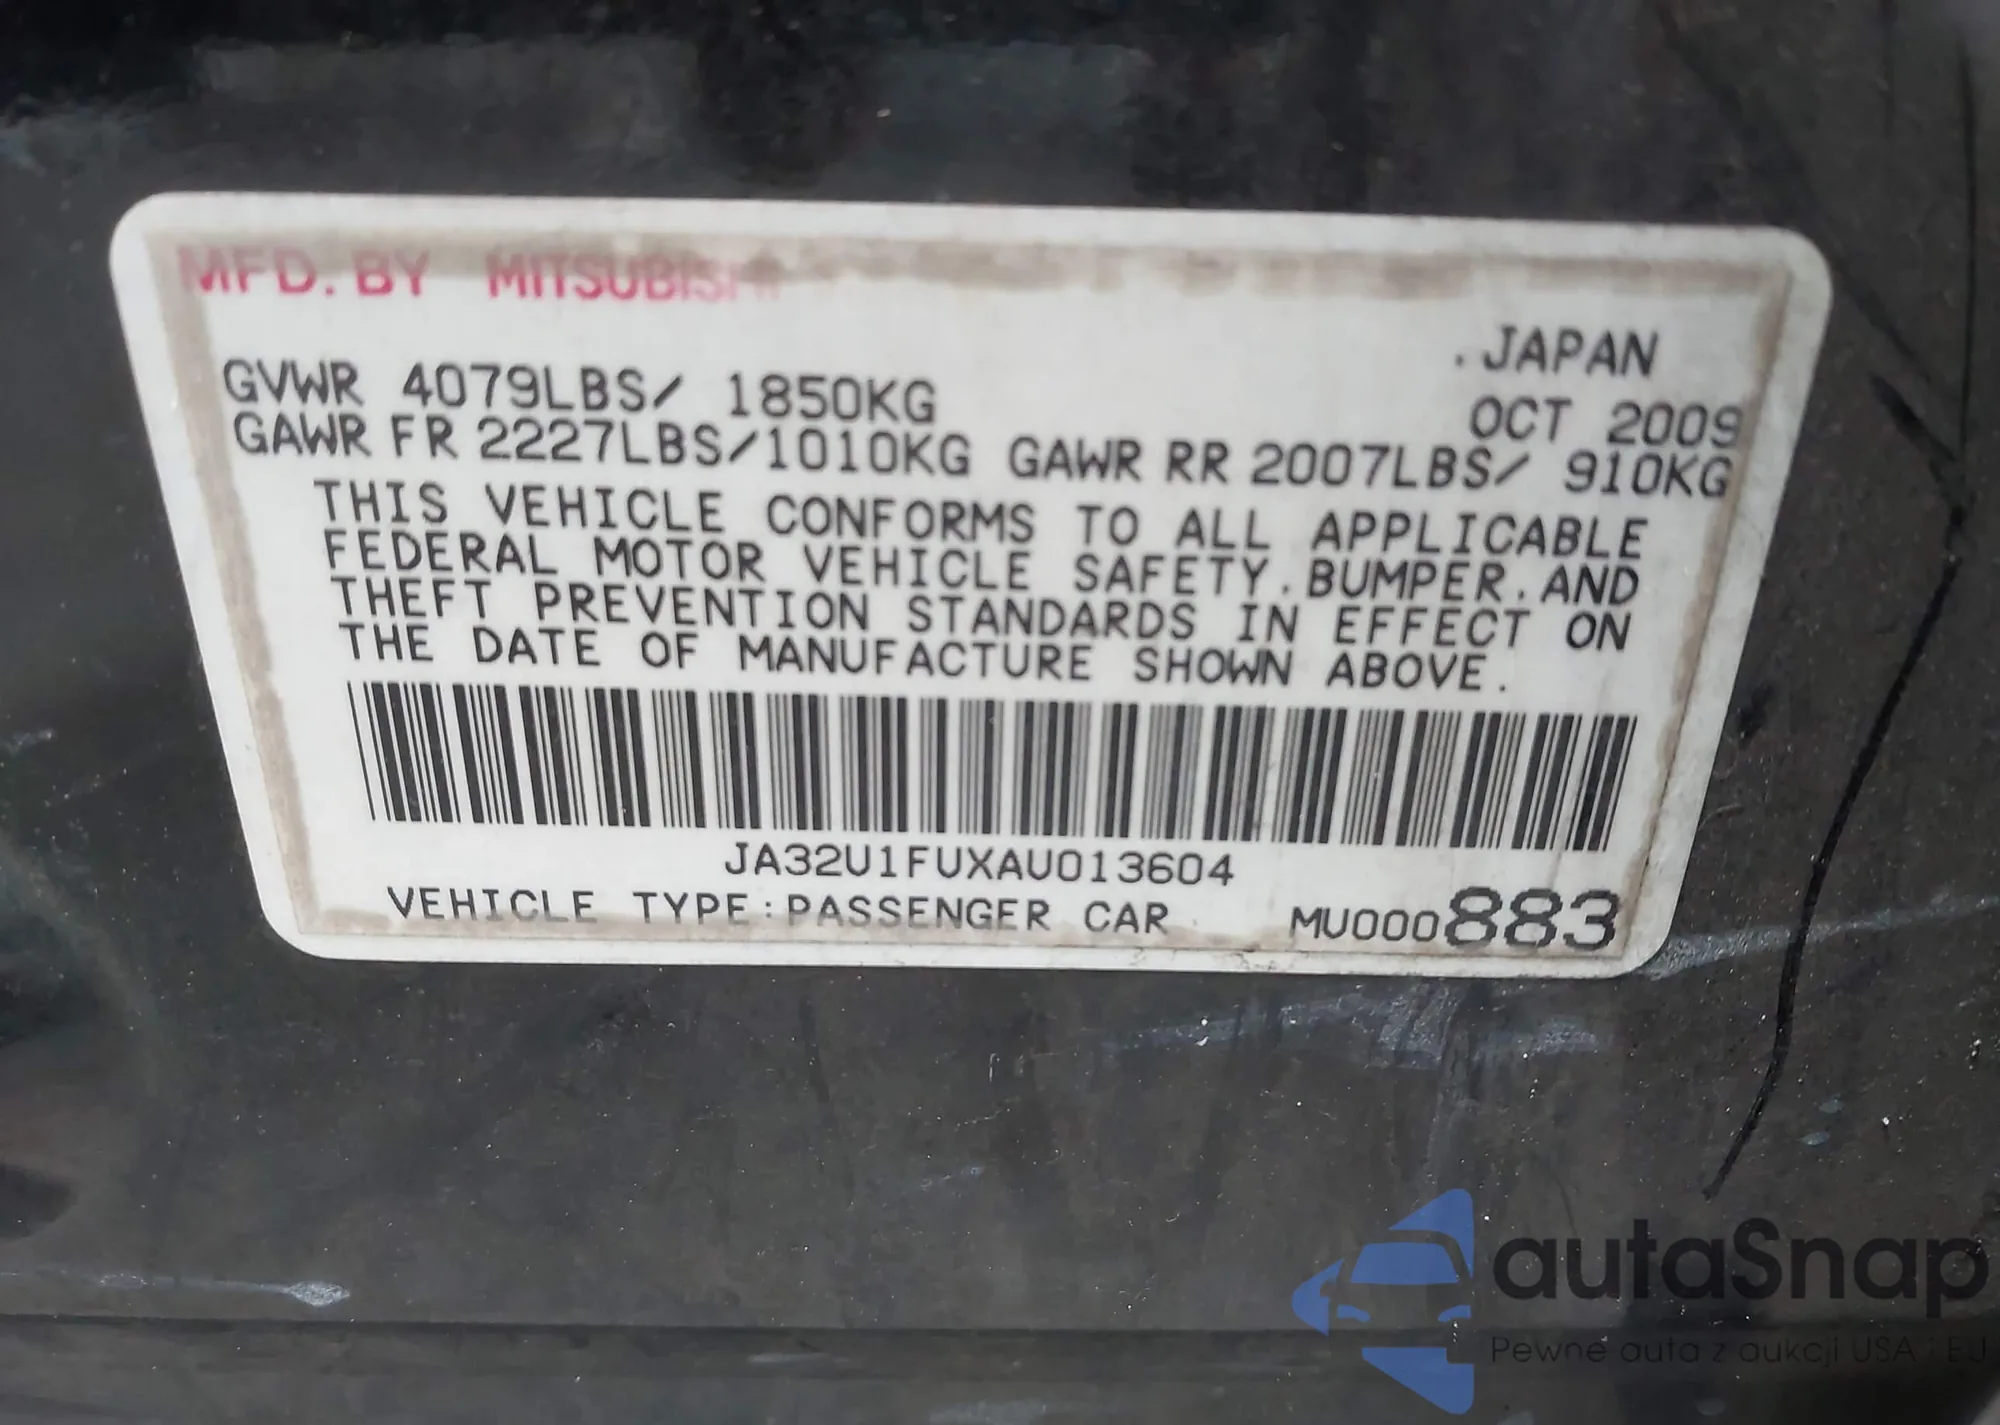 MFD. BY MITSUBISHI
JAPAN
GVWR 4079LBS/ 1850KG
OCT 2009
GAWR FR 2227LBS/1010KG GAWR RR 2007LBS/ 910KG
THIS VEHICLE CONFORMS TO ALL APPLICABLE
FEDERAL MOTOR VEHICLE SAFETY.BUMPER.AND
THEFT PREVENTION STANDARDS IN EFFECT ON
THE DATE OF MANUFACTURE SHOWN ABOVE.
JA32U1FUXAU013604
VEHICLE TYPE:PASSENGER CAR MU000883
autaSnap
Pewne auta z aukcji USA i EU